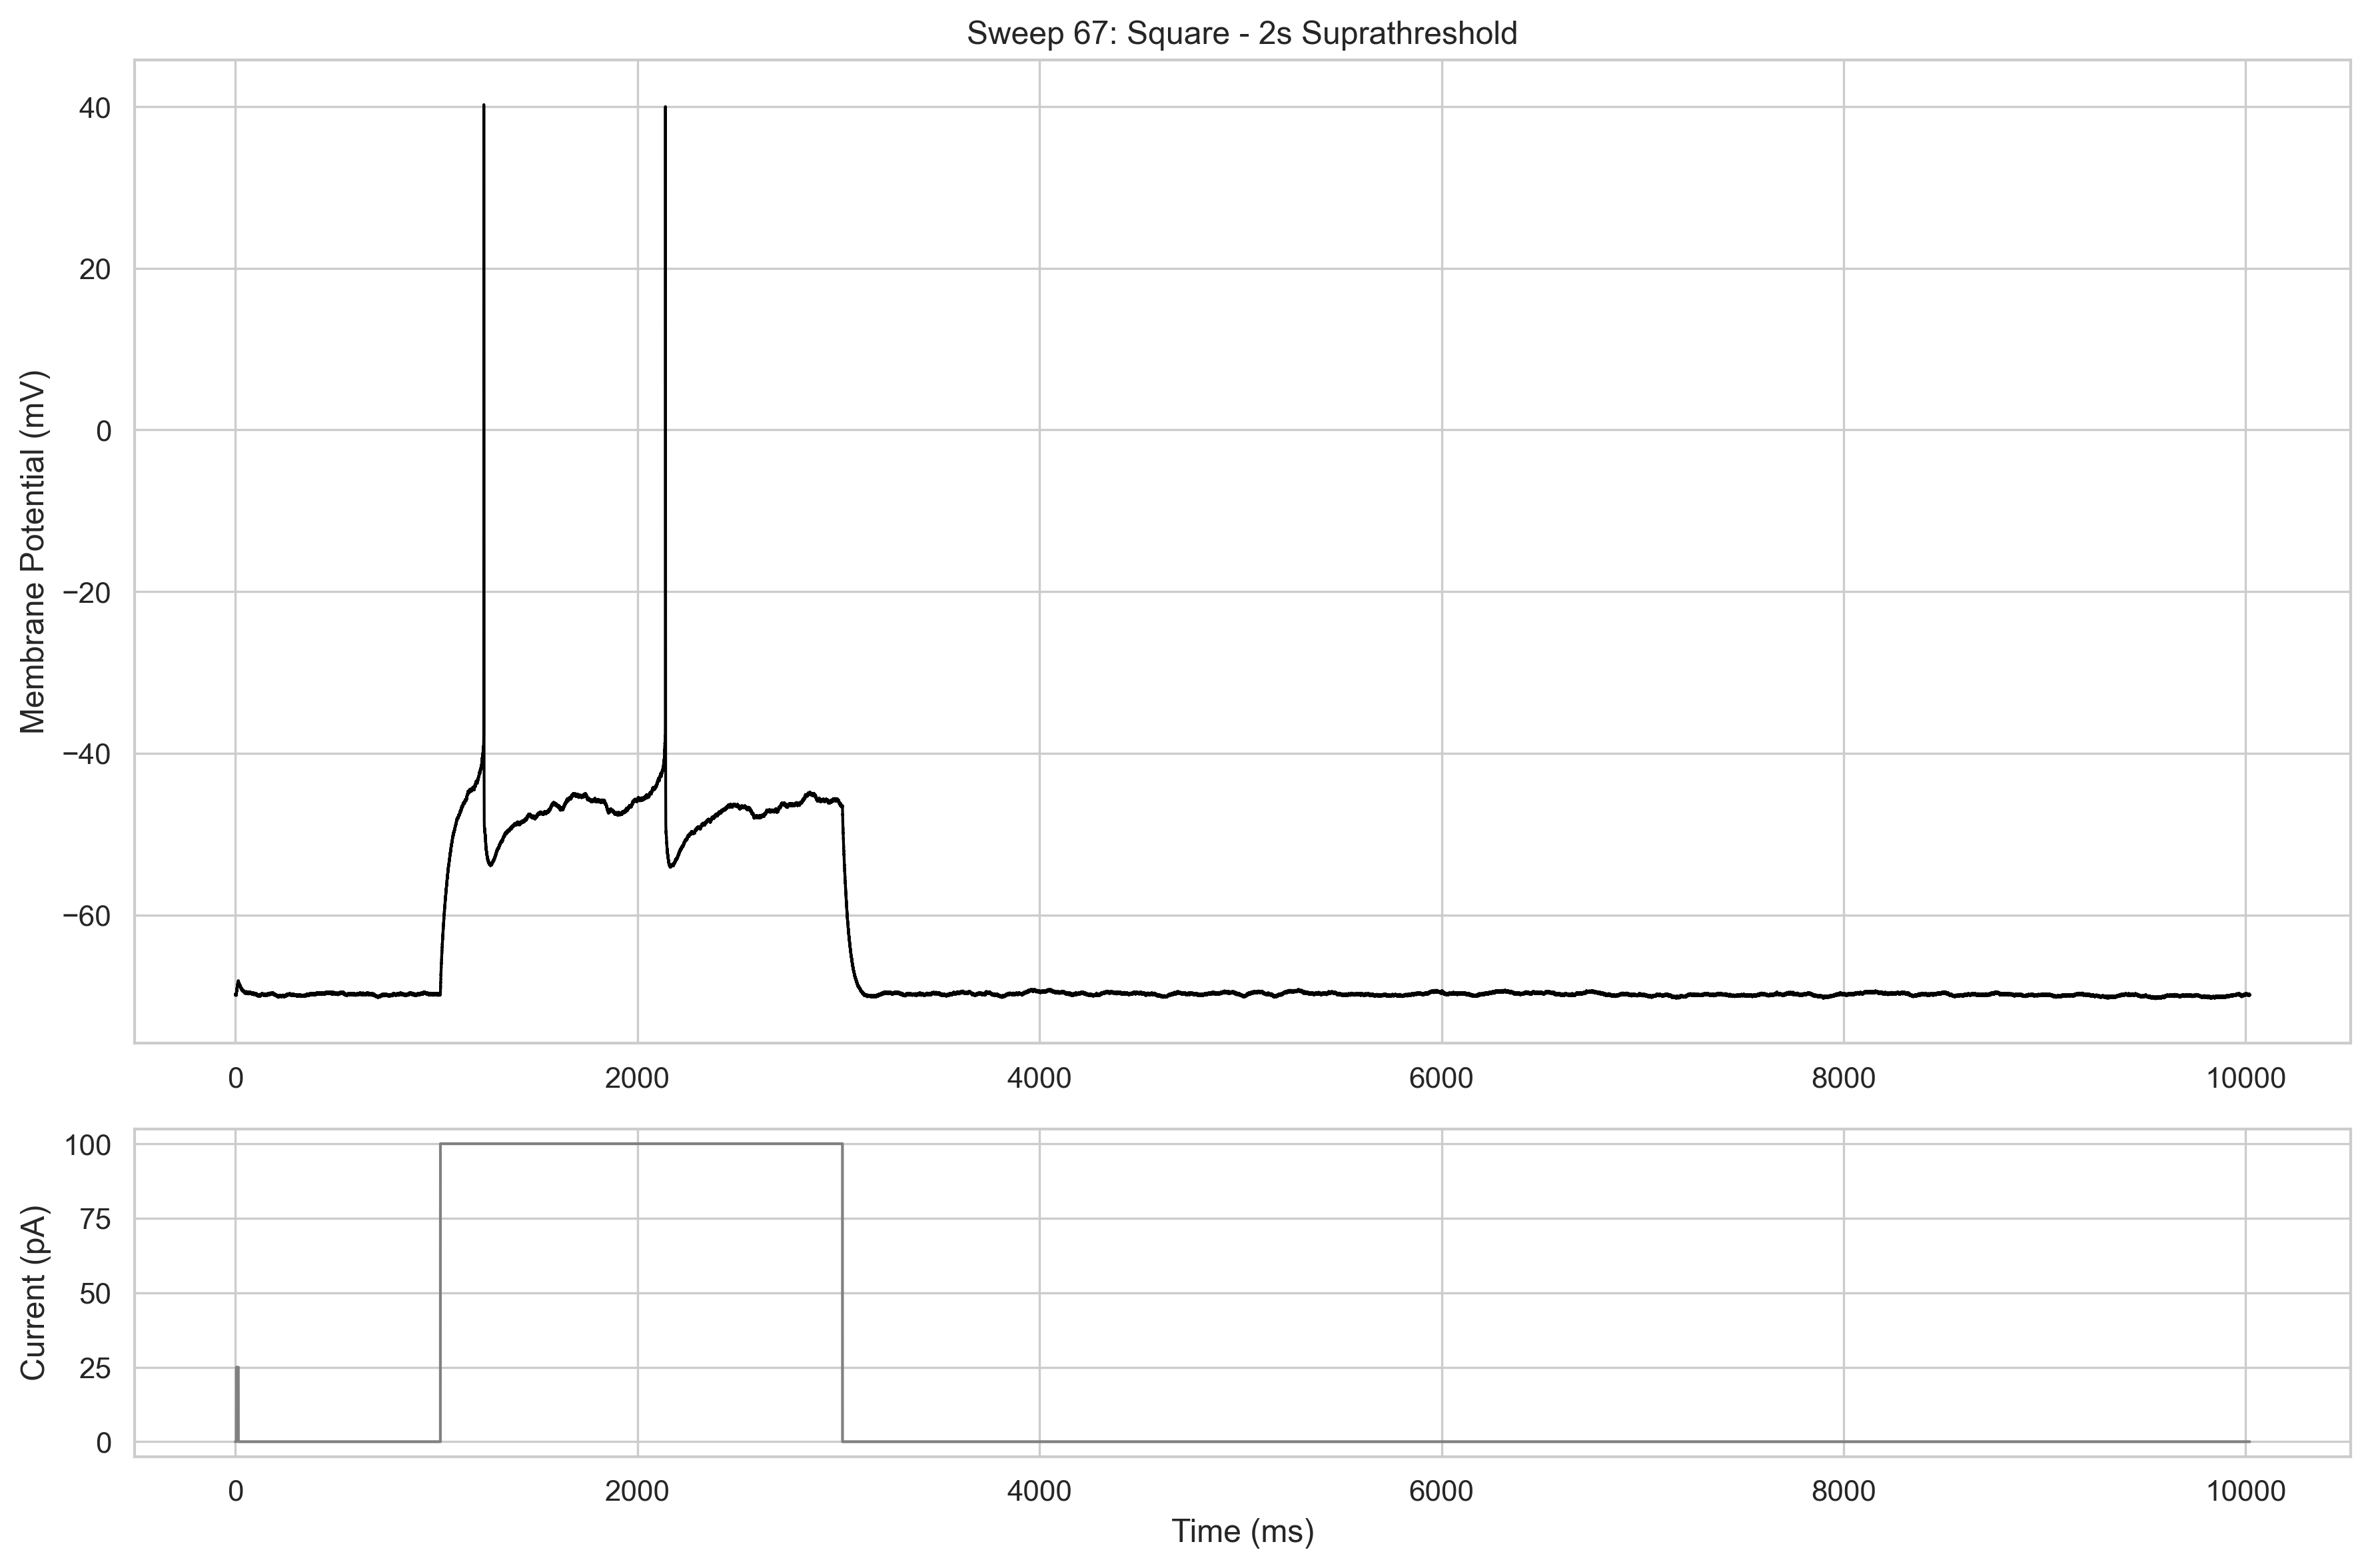 Sweep 67: Square - 2s Suprathreshold
Membrane Potential (mV)
40
20
0
−20
−40
−60
0 2000 4000 6000 8000 10000
Current (pA)
100
75
50
25
0
0 2000 4000 6000 8000 10000
Time (ms)